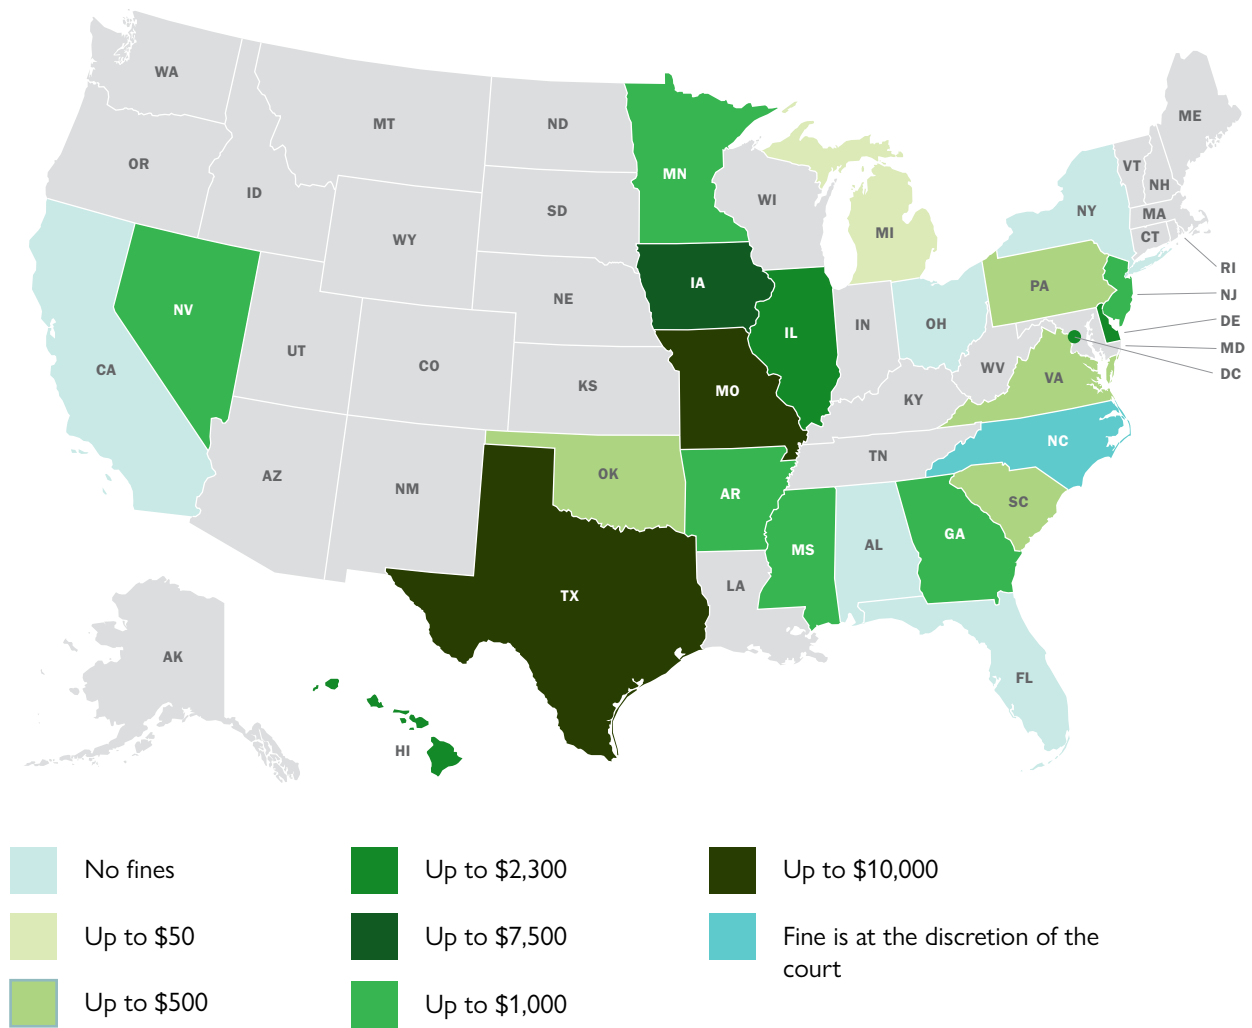 WA
MT
ND
MN
ME
OR
ID
SD
WI
VT
NH
WY
MI
NY
MA
CT
NV
NE
IA
PA
RI
NJ
UT
CO
IL
IN
OH
DE
CA
KS
MO
WV
VA
MD
KY
DC
AZ
NM
OK
AR
TN
NC
MS
AL
GA
SC
TX
LA
AK
FL
HI
No fines
Up to $2,300
Up to $10,000
Up to $50
Up to $7,500
Fine is at the discretion of the
court
Up to $500
Up to $1,000